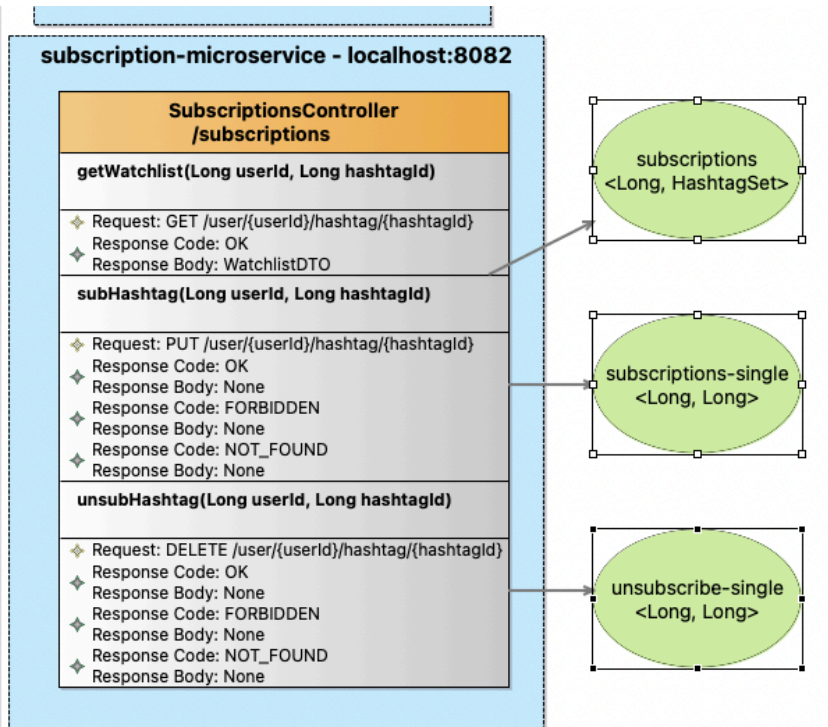 subscription-microservice - localhost:8082
SubscriptionsController
/subscriptions
getWatchlist(Long userId, Long hashtagId)
Request: GET /user/{userId}/hashtag/{hashtagId}
Response Code: OK
Response Body: WatchlistDTO
subHashtag(Long userId, Long hashtagId)
Request: PUT /user/{userId}/hashtag/{hashtagId}
Response Code: OK
Response Body: None
Response Code: FORBIDDEN
Response Body: None
Response Code: NOT_FOUND
Response Body: None
unsubHashtag(Long userId, Long hashtagId)
Request: DELETE /user/{userId}/hashtag/{hashtagId}
Response Code: OK
Response Body: None
Response Code: FORBIDDEN
Response Body: None
Response Code: NOT_FOUND
Response Body: None
subscriptions
<Long, HashtagSet>
subscriptions-single
<Long, Long>
unsubscribe-single
<Long, Long>